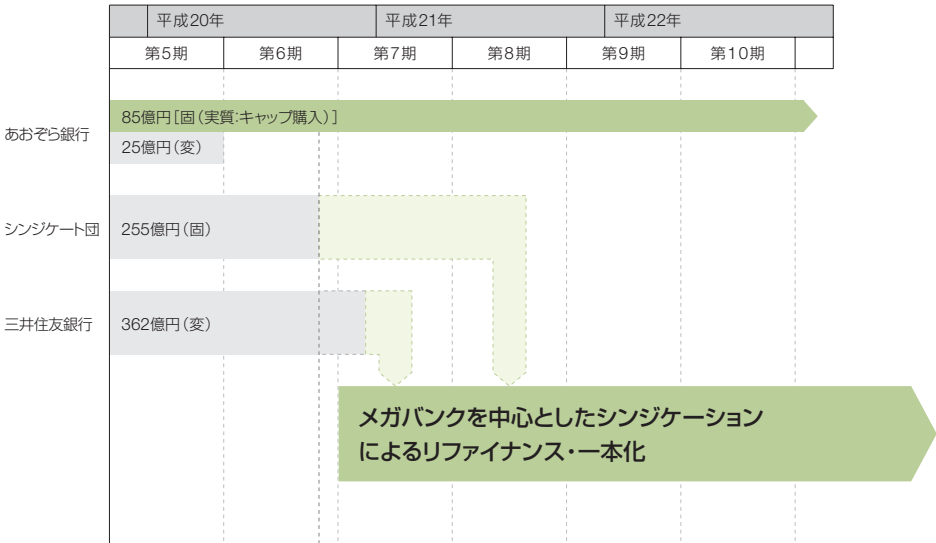 平成20年
平成21年
平成22年
第5期
第6期
第7期
第8期
第9期
第10期
あおぞら銀行
85億円[固(実質:キャップ購入)]
25億円(変)
シンジケート団
255億円(固)
三井住友銀行
362億円(変)
メガバンクを中心としたシンジケーション
によるリファイナンス・一本化